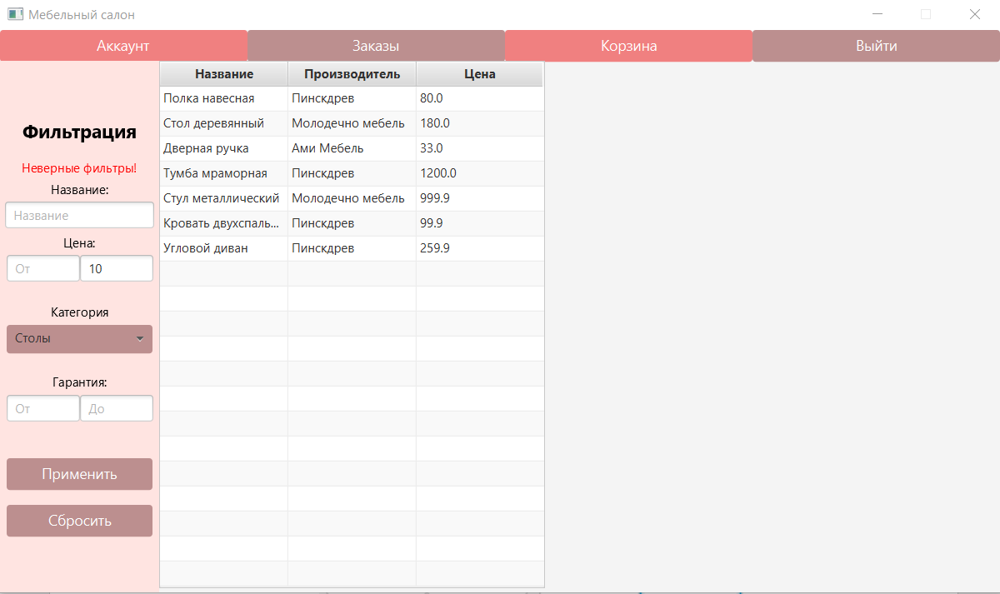 Мебельный салон
Аккаунт Заказы Корзина Выйти
Фильтрация
Неверные фильтры!
Название:
Название
Цена:
От 10
Категория
Столы
Гарантия:
От До
Применить
Сбросить
Название Производитель Цена
Полка навесная Пинскдрев 80.0
Стол деревянный Молодечно мебель 180.0
Дверная ручка Ами Мебель 33.0
Тумба мраморная Пинскдрев 1200.0
Стул металлический Молодечно мебель 999.9
Кровать двухспаль... Пинскдрев 99.9
Угловой диван Пинскдрев 259.9